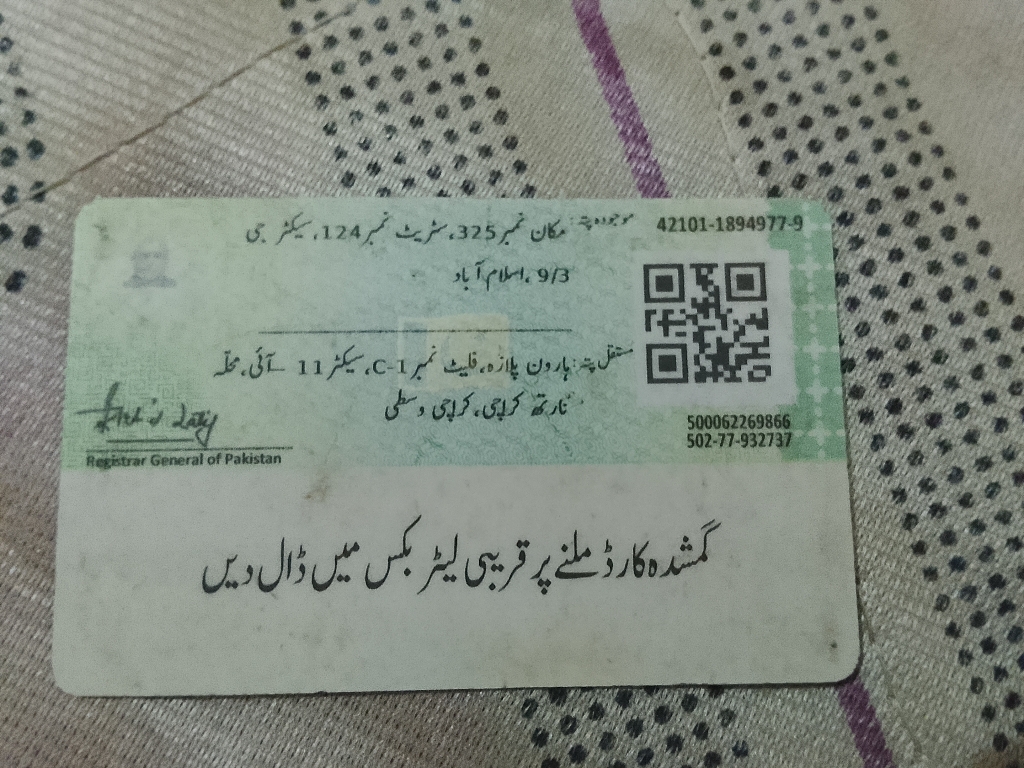 42101-1894977-9
موجودہ پتہ: مکان نمبر 325، سٹریٹ نمبر 124، سیکٹر جی
9/3 ،اسلام آباد
مستقل پتہ: ہارون پلازہ، فلیٹ نمبر C-1، سیکٹر 11 ـ آئی، محلّہ
نارتھ کراچی، کراچی وسطی
500062269866
502-77-932737
Registrar General of Pakistan
گمشدہ کارڈ ملنے پر قریبی لیٹر بکس میں ڈال دیں